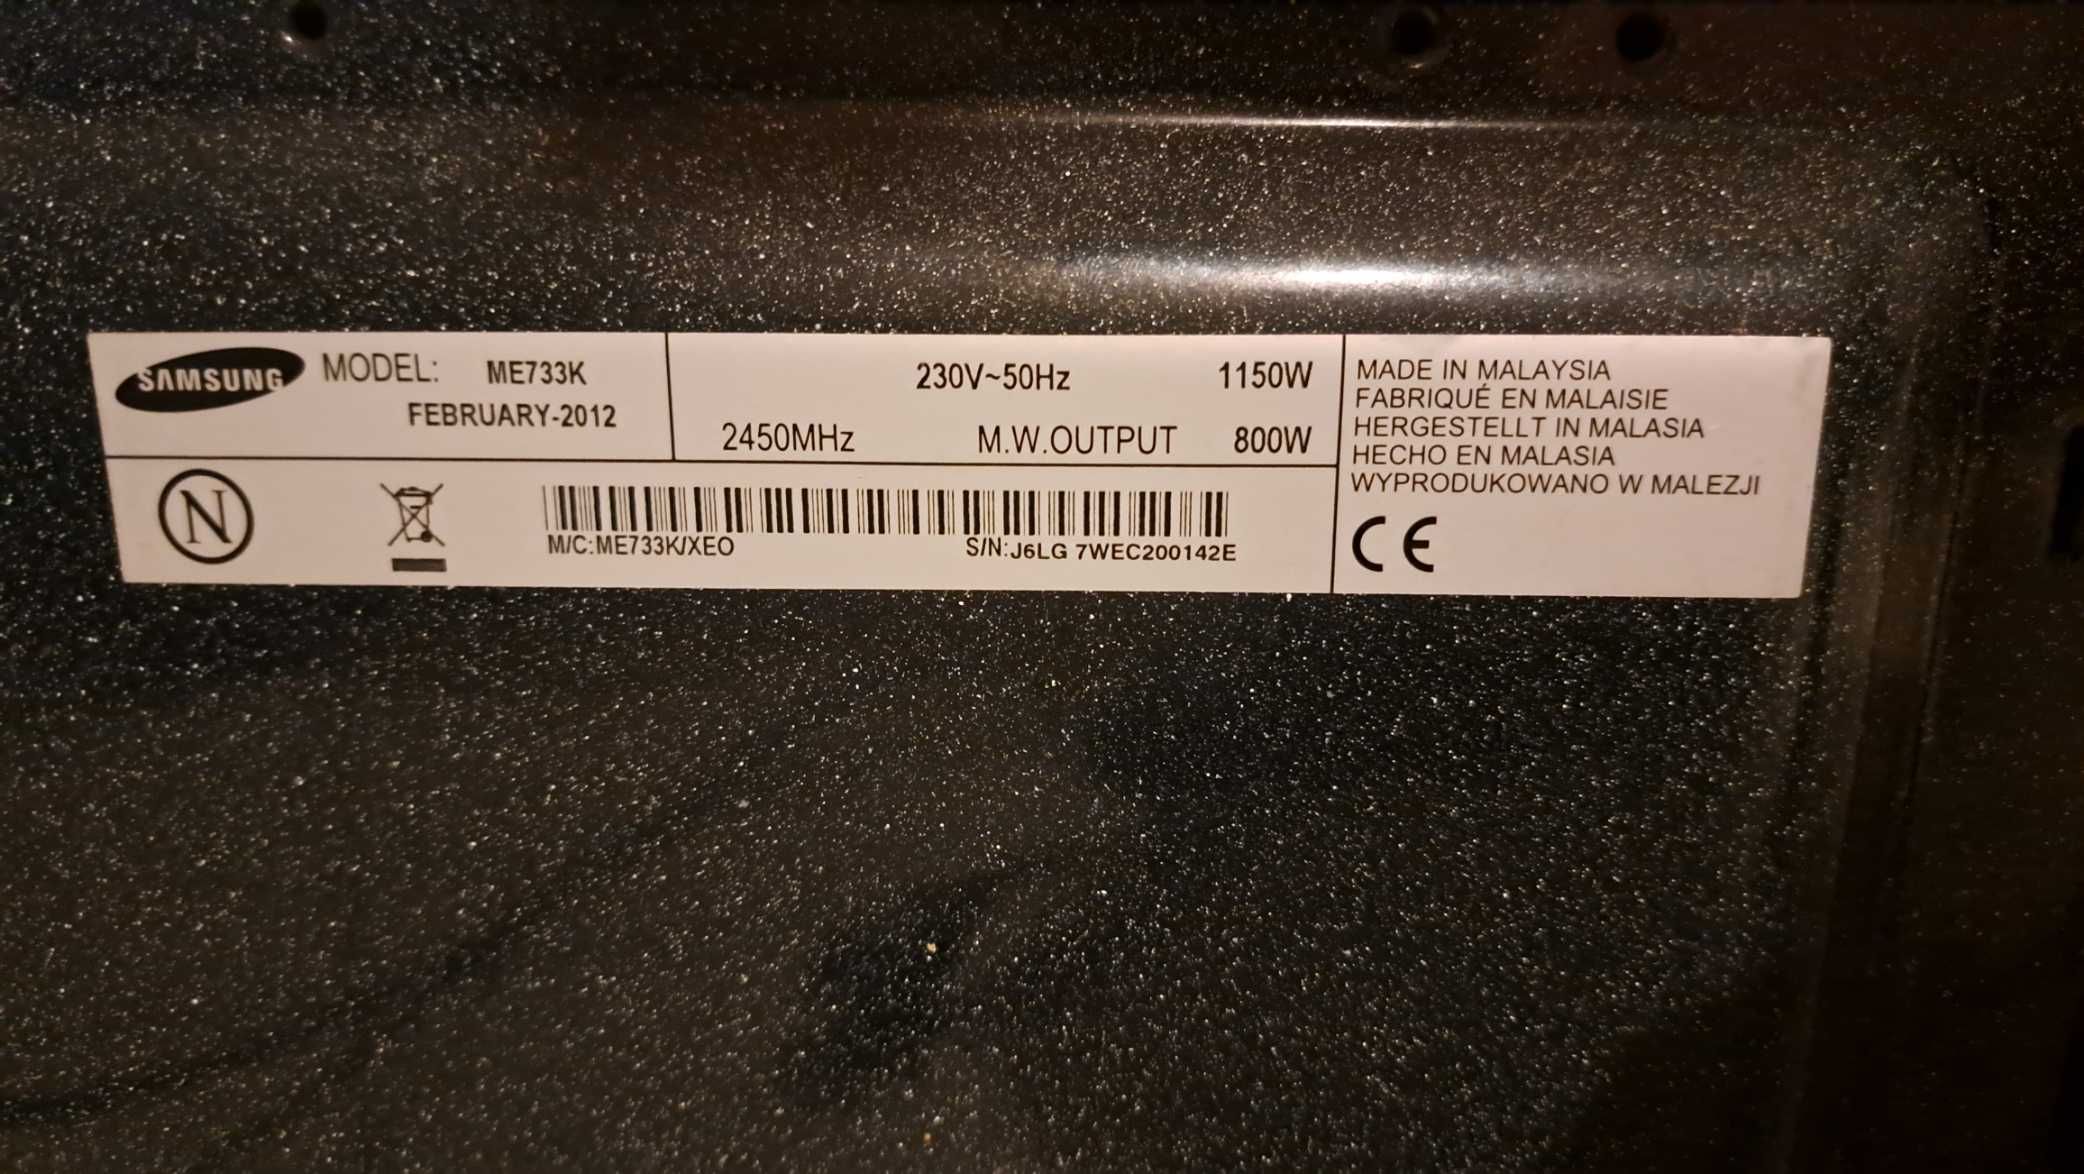 SAMSUNG MODEL: ME733K
FEBRUARY-2012
230V~50Hz 1150W
2450MHz M.W.OUTPUT 800W
N
M/C:ME733K/XEO S/N:J6LG 7WEC200142E
MADE IN MALAYSIA
FABRIQUÉ EN MALAISIE
HERGESTELLT IN MALASIA
HECHO EN MALASIA
WYPRODUKOWANO W MALEZJI
CE